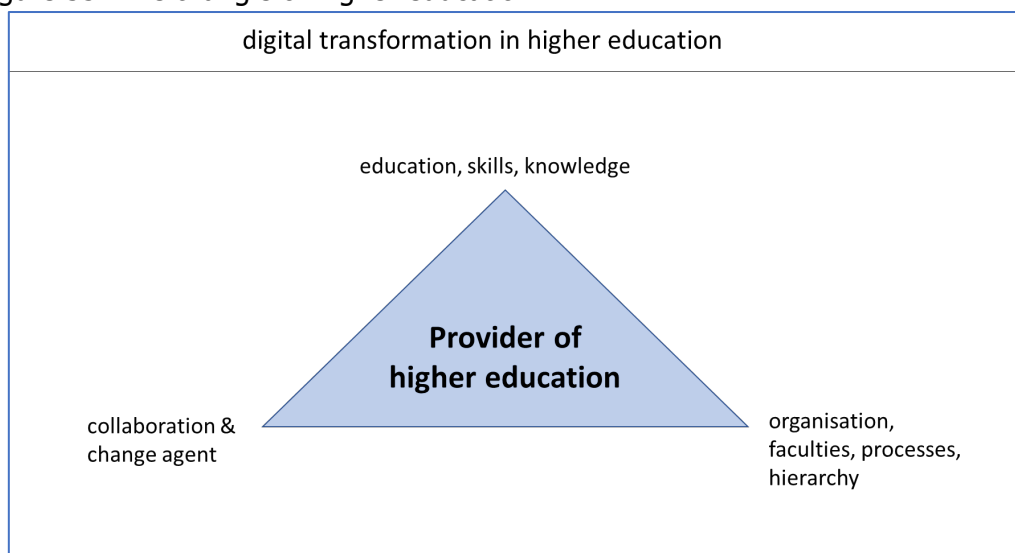 digital transformation in higher education
education, skills, knowledge
Provider of
higher education
collaboration &
change agent
organisation,
faculties, processes,
hierarchy